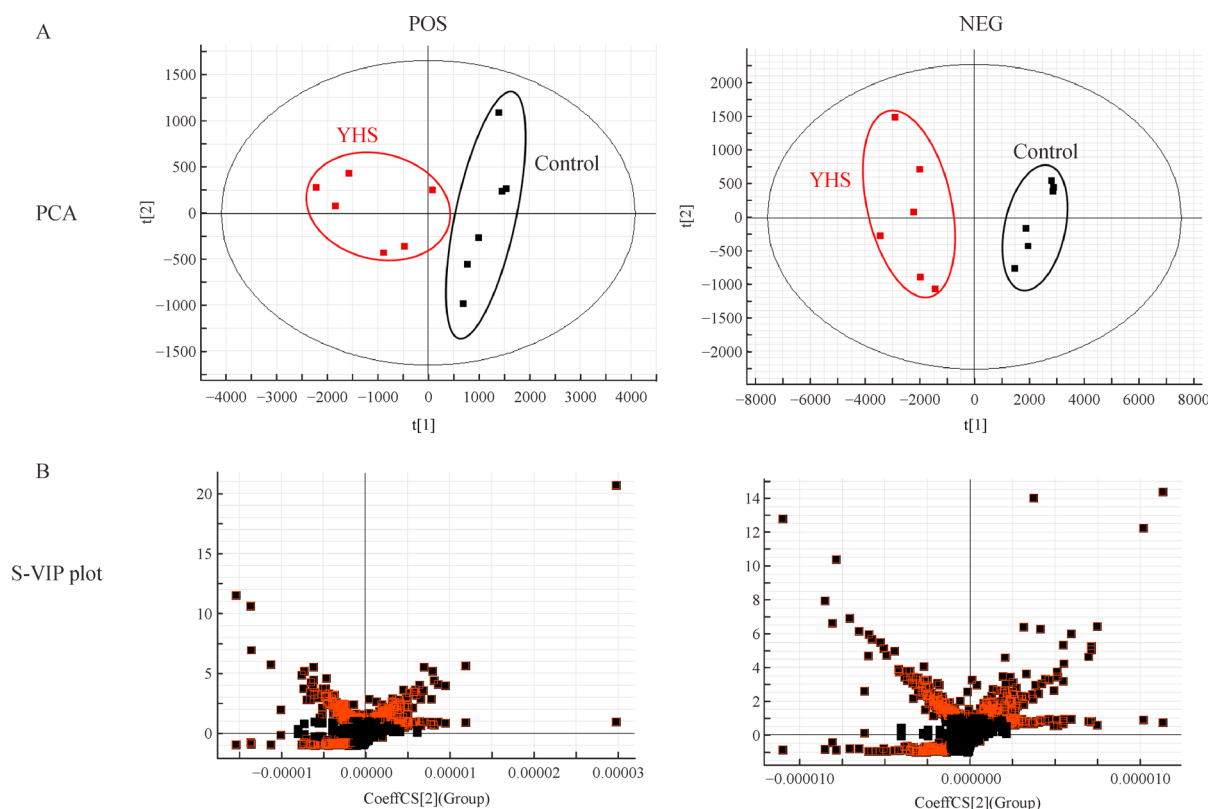 A
POS
NEG
PCA
t[2]
1500
1000
500
0
−500
−1000
−1500
YHS
Control
−4000 −3000 −2000 −1000 0 1000 2000 3000 4000
t[1]
t[2]
2500
2000
1500
1000
500
0
−500
−1000
−1500
−2000
YHS
Control
−8000 −6000 −4000 −2000 0 2000 4000 6000 8000
t[1]
B
S-VIP plot
20
15
10
5
0
−0.00001 0.00000 0.00001 0.00002 0.00003
CoeffCS[2](Group)
14
12
10
8
6
4
2
0
−0.000010 0.000000 0.000010
CoeffCS[2](Group)